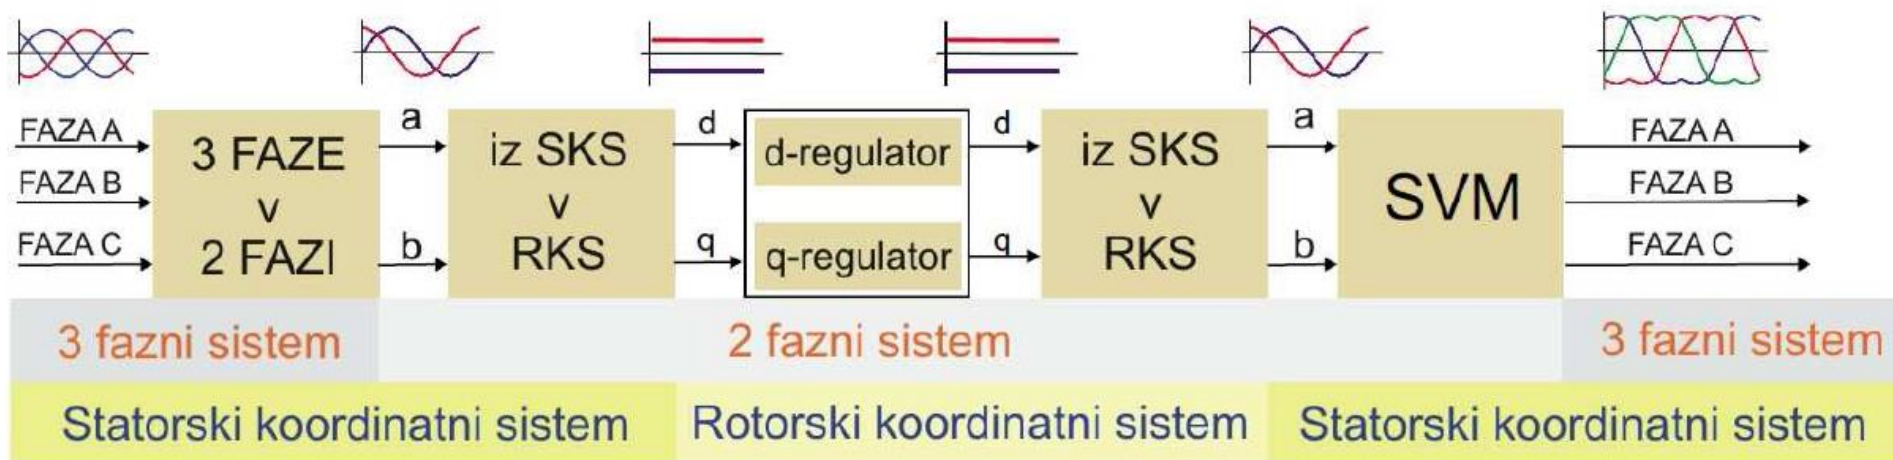 FAZA A
FAZA B
FAZA C
3 FAZE
v
2 FAZI
a
b
iz SKS
v
RKS
d
q
d-regulator
q-regulator
d
q
iz SKS
v
RKS
a
b
SVM
FAZA A
FAZA B
FAZA C
3 fazni sistem
2 fazni sistem
3 fazni sistem
Statorski koordinatni sistem
Rotorski koordinatni sistem
Statorski koordinatni sistem